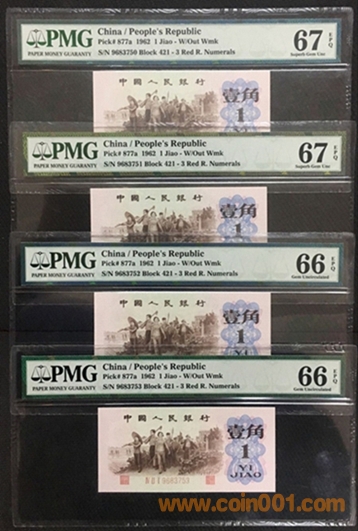 PMG
PAPER MONEY GUARANTY
China / People's Republic
Pick# 877a 1962 1 Jiao - W/Out Wmk
S/N 9683750 Block 421 - 3 Red R. Numerals
67 EPQ
Superb Gem Unc
中國人民銀行
壹角
1
PMG
PAPER MONEY GUARANTY
China / People's Republic
Pick# 877a 1962 1 Jiao - W/Out Wmk
S/N 9683751 Block 421 - 3 Red R. Numerals
67 EPQ
Superb Gem Unc
中國人民銀行
壹角
1
PMG
PAPER MONEY GUARANTY
China / People's Republic
Pick# 877a 1962 1 Jiao - W/Out Wmk
S/N 9683752 Block 421 - 3 Red R. Numerals
66 EPQ
Gem Uncirculated
中國人民銀行
壹角
1
YI
PMG
PAPER MONEY GUARANTY
China / People's Republic
Pick# 877a 1962 1 Jiao - W/Out Wmk
S/N 9683753 Block 421 - 3 Red R. Numerals
66 EPQ
Gem Uncirculated
中國人民銀行
壹角
1
YI
JIAO
9683753
www.coin001.com